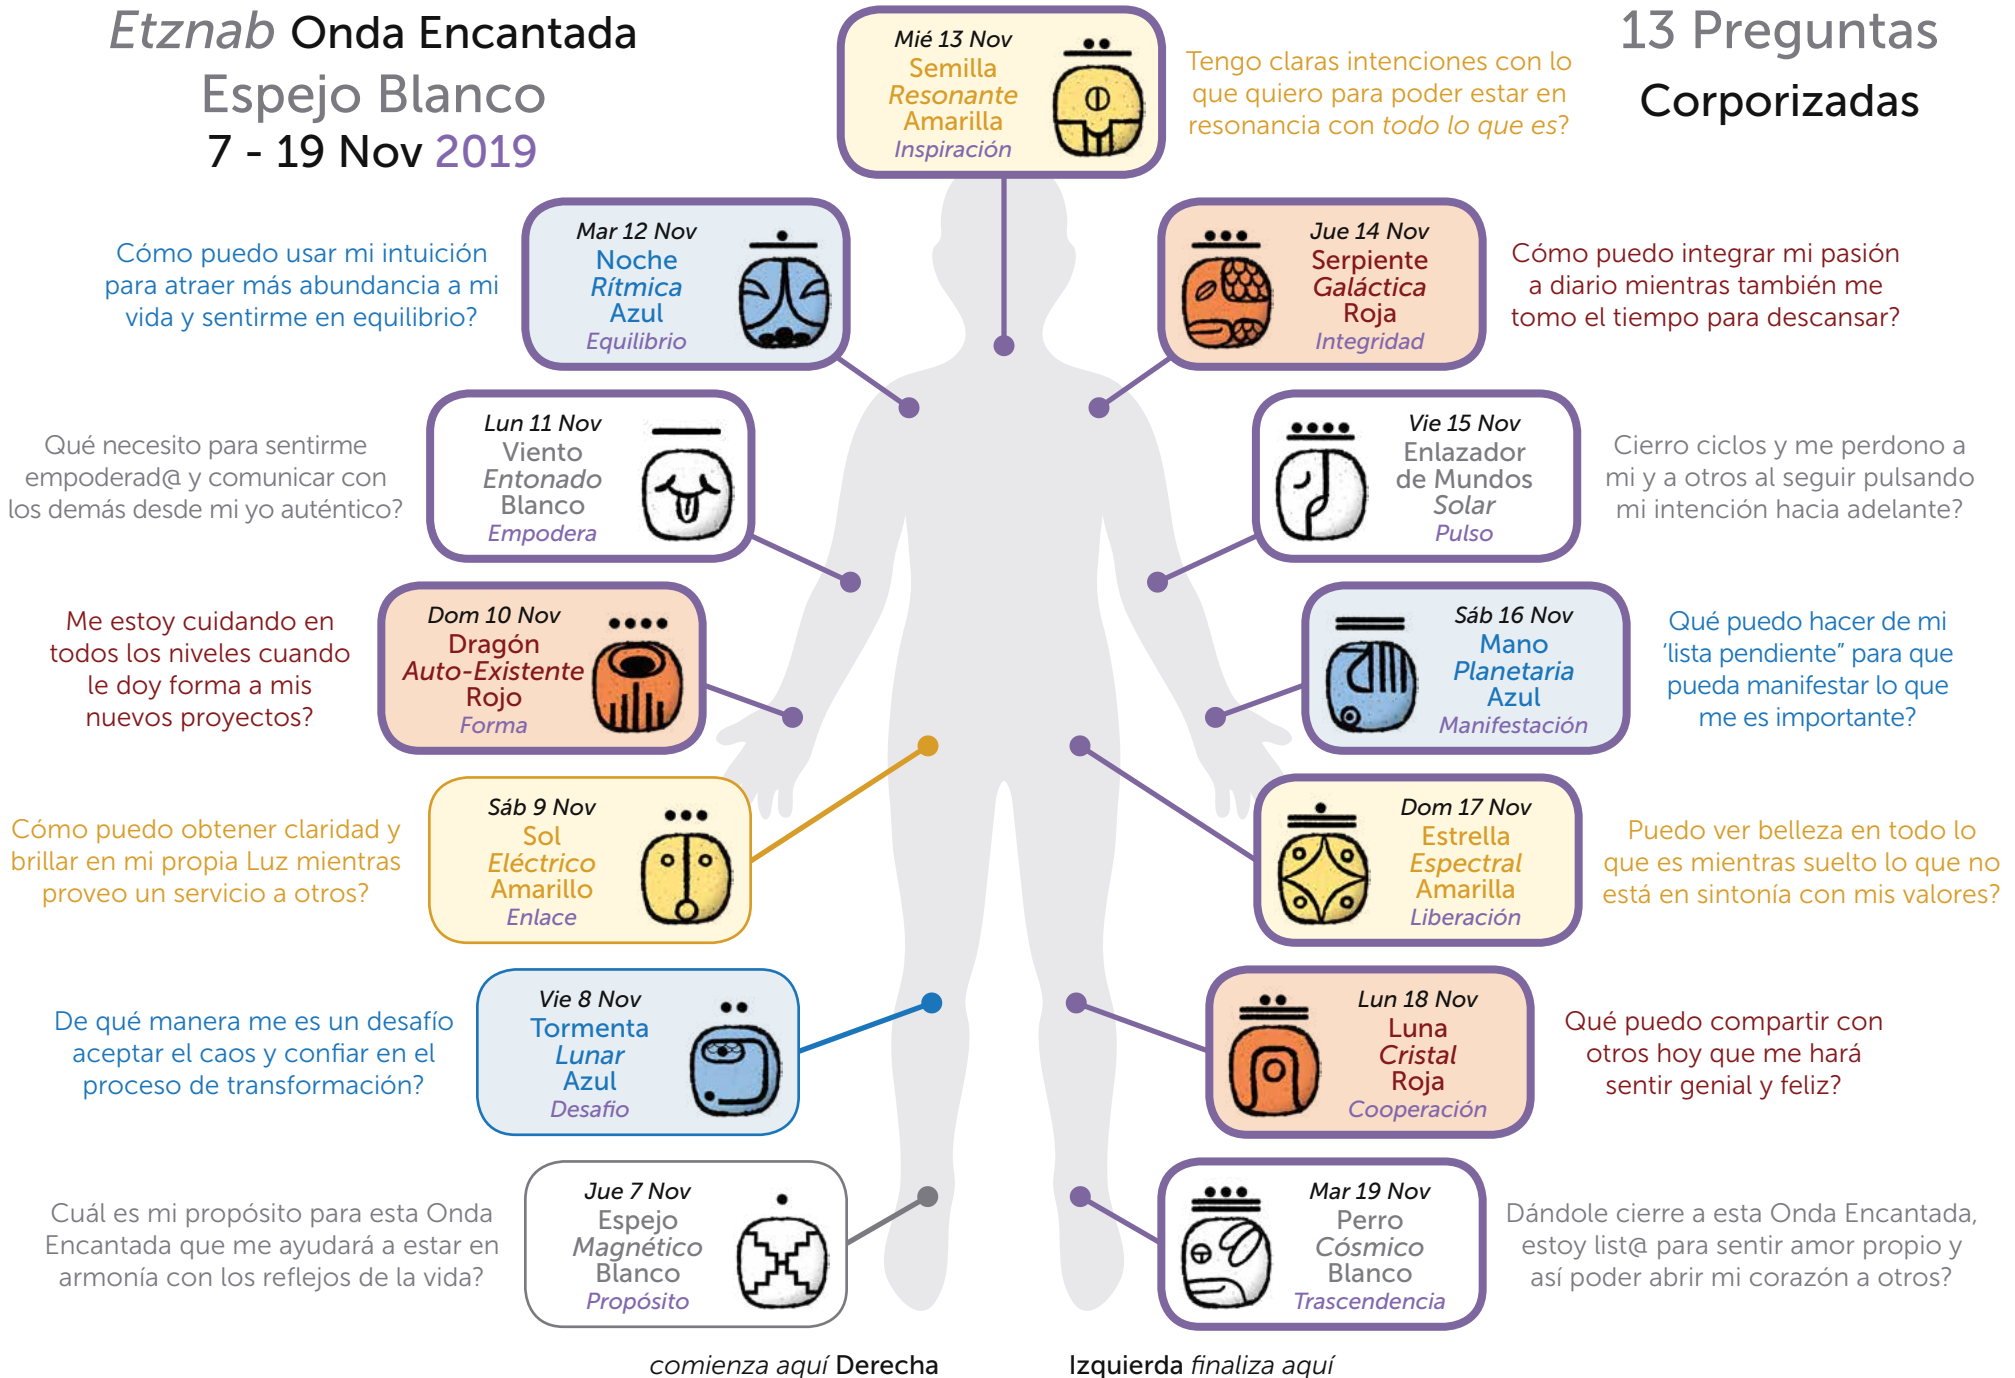 Etznab Onda Encantada
Espejo Blanco
7 - 19 Nov 2019
13 Preguntas
Corporizadas
Mié 13 Nov
Semilla
Resonante
Amarilla
Inspiración
Tengo claras intenciones con lo
que quiero para poder estar en
resonancia con todo lo que es?
Cómo puedo usar mi intuición
para atraer más abundancia a mi
vida y sentirme en equilibrio?
Mar 12 Nov
Noche
Rítmica
Azul
Equilibrio
Jue 14 Nov
Serpiente
Galáctica
Roja
Integridad
Cómo puedo integrar mi pasión
a diario mientras también me
tomo el tiempo para descansar?
Qué necesito para sentirme
empoderad@ y comunicar con
los demás desde mi yo auténtico?
Lun 11 Nov
Viento
Entonado
Blanco
Empodera
Vie 15 Nov
Enlazador
de Mundos
Solar
Pulso
Cierro ciclos y me perdono a
mi y a otros al seguir pulsando
mi intención hacia adelante?
Me estoy cuidando en
todos los niveles cuando
le doy forma a mis
nuevos proyectos?
Dom 10 Nov
Dragón
Auto-Existente
Rojo
Forma
Sáb 16 Nov
Mano
Planetaria
Azul
Manifestación
Qué puedo hacer de mi
‘lista pendiente” para que
pueda manifestar lo que
me es importante?
Cómo puedo obtener claridad y
brillar en mi propia Luz mientras
proveo un servicio a otros?
Sáb 9 Nov
Sol
Eléctrico
Amarillo
Enlace
Dom 17 Nov
Estrella
Espectral
Amarilla
Liberación
Puedo ver belleza en todo lo
que es mientras suelto lo que no
está en sintonía con mis valores?
De qué manera me es un desafío
aceptar el caos y confiar en el
proceso de transformación?
Vie 8 Nov
Tormenta
Lunar
Azul
Desafio
Lun 18 Nov
Luna
Cristal
Roja
Cooperación
Qué puedo compartir con
otros hoy que me hará
sentir genial y feliz?
Cuál es mi propósito para esta Onda
Encantada que me ayudará a estar en
armonía con los reflejos de la vida?
Jue 7 Nov
Espejo
Magnético
Blanco
Propósito
Mar 19 Nov
Perro
Cósmico
Blanco
Trascendencia
Dándole cierre a esta Onda Encantada,
estoy list@ para sentir amor propio y
así poder abrir mi corazón a otros?
comienza aquí Derecha
Izquierda finaliza aquí